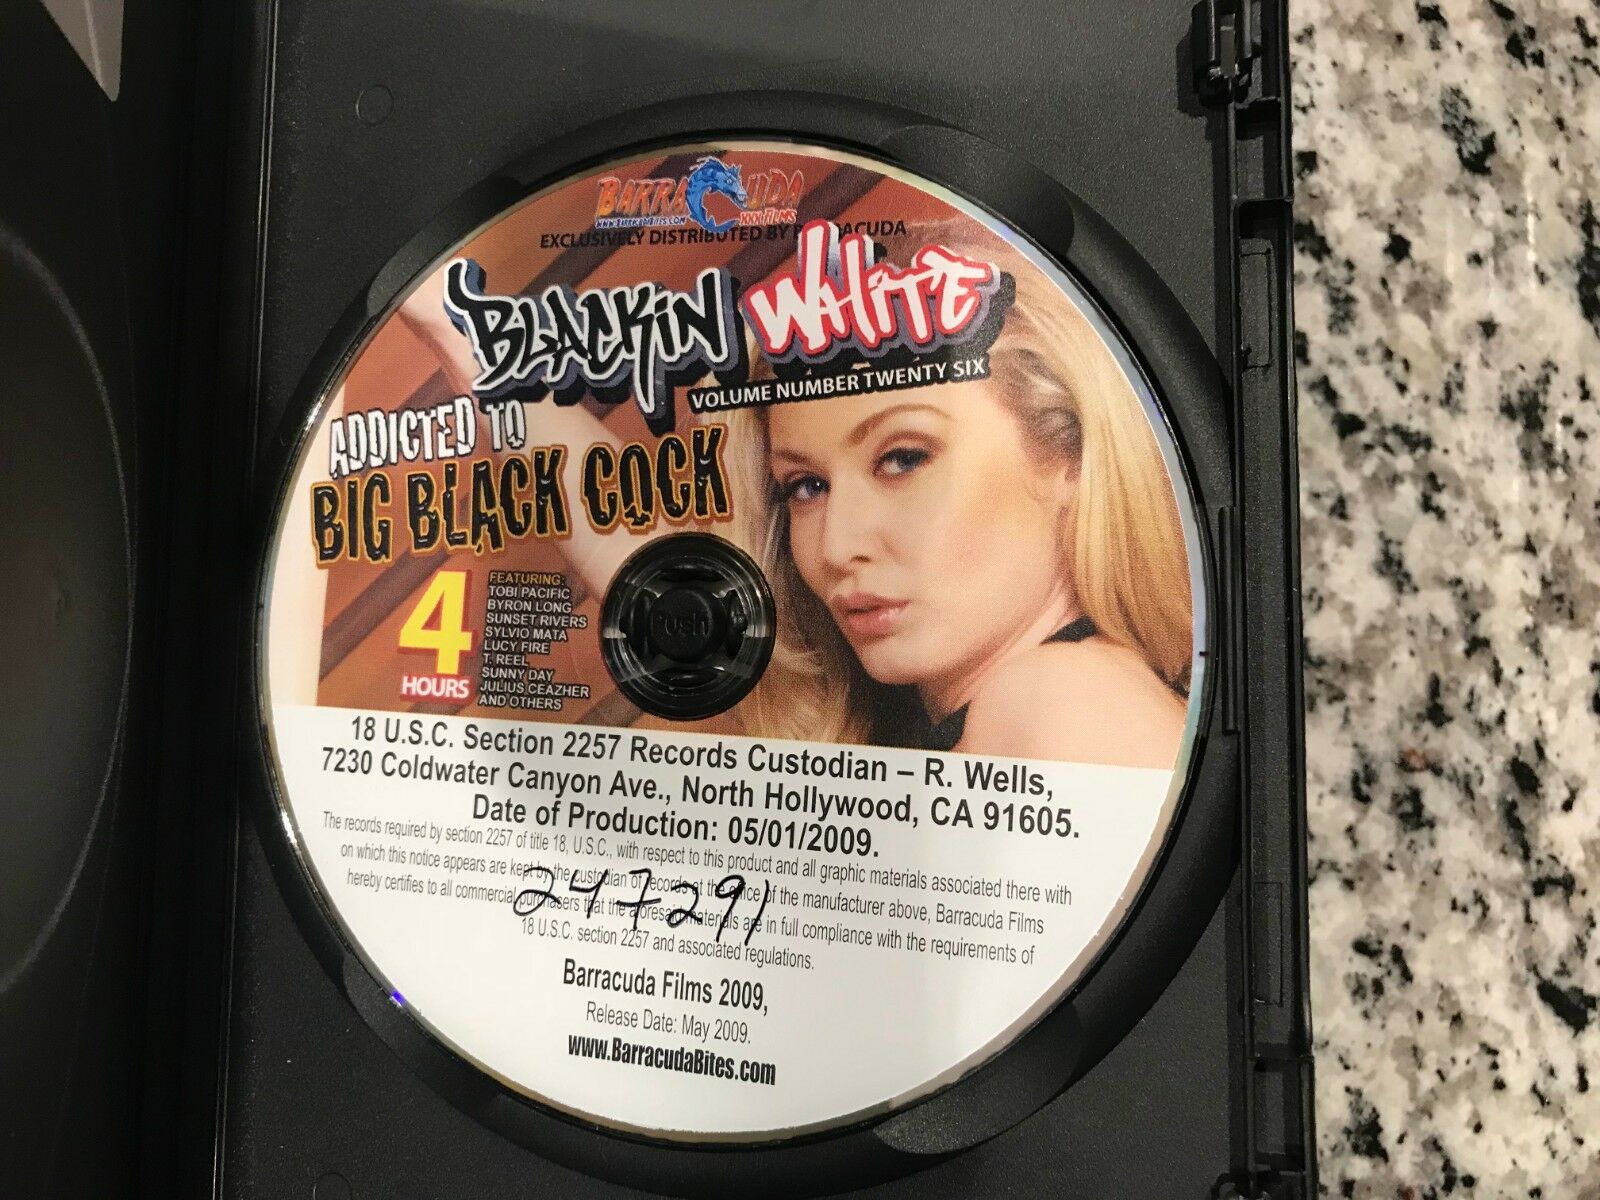 BARRACUDA
WWW.BARRACUDABITES.COM XXX FILMS
EXCLUSIVELY DISTRIBUTED BY ACUDA
BLACKiN WHiTE
VOLUME NUMBER TWENTY SIX
ADDICTED TO
BIG BLACK COCK
4
HOURS
FEATURING:
TOBI PACIFIC
BYRON LONG
SUNSET RIVERS
SYLVIO MATA
LUCY FIRE
T. REEL
SUNNY DAY
JULIUS CEAZHER
AND OTHERS
Push
18 U.S.C. Section 2257 Records Custodian – R. Wells,
7230 Coldwater Canyon Ave., North Hollywood, CA 91605.
Date of Production: 05/01/2009.
The records required by section 2257 of title 18, U.S.C., with respect to this product and all graphic materials associated there with
on which this notice appears are kept by the custodian of records at the office of the manufacturer above, Barracuda Films
hereby certifies to all commercial purchasers that the aforesaid materials are in full compliance with the requirements of
18 U.S.C. section 2257 and associated regulations.
247291
Barracuda Films 2009,
Release Date: May 2009.
www.BarracudaBites.com